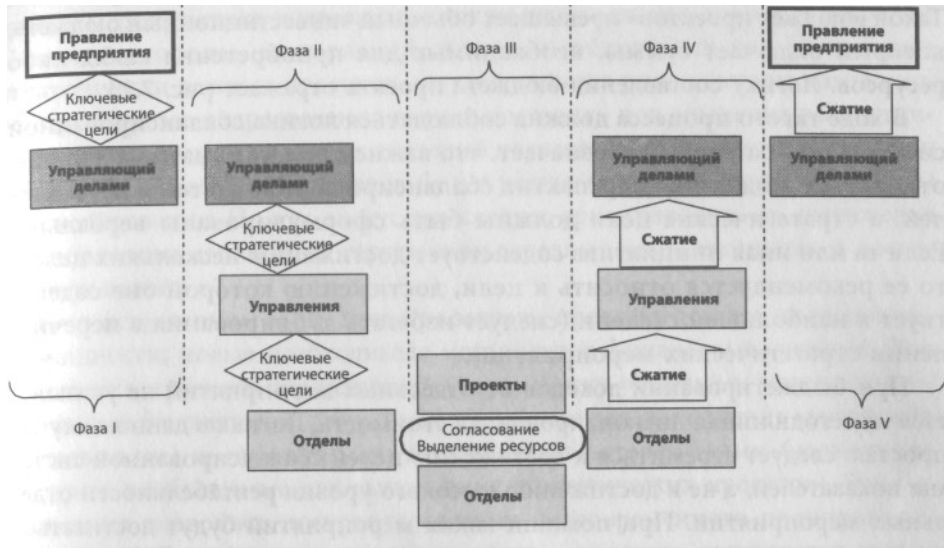 Правление
предприятия
Ключевые
стратегические
цели
Управляющий
делами
Фаза I
Фаза II
Управляющий
делами
Ключевые
стратегические
цели
Управления
Ключевые
стратегические
цели
Отделы
Фаза III
Проекты
Согласование
Выделение ресурсов
Отделы
Фаза IV
Управляющий
делами
Сжатие
Управления
Сжатие
Отделы
Правление
предприятия
Сжатие
Управляющий
делами
Фаза V